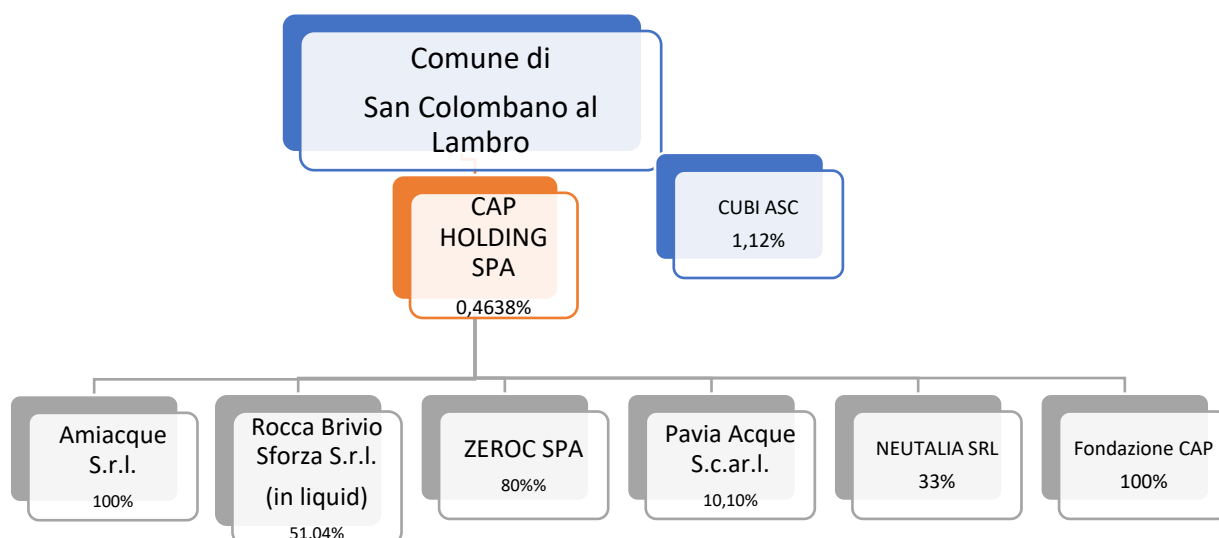 Comune di
San Colombano al
Lambro
CAP
HOLDING
SPA
0,4638%
CUBI ASC
1,12%
Amiacque
S.r.l.
100%
Rocca Brivio
Sforza S.r.l.
(in liquid)
51,04%
ZEROC SPA
80%%
Pavia Acque
S.c.ar.l.
10,10%
NEUTALIA SRL
33%
Fondazione CAP
100%